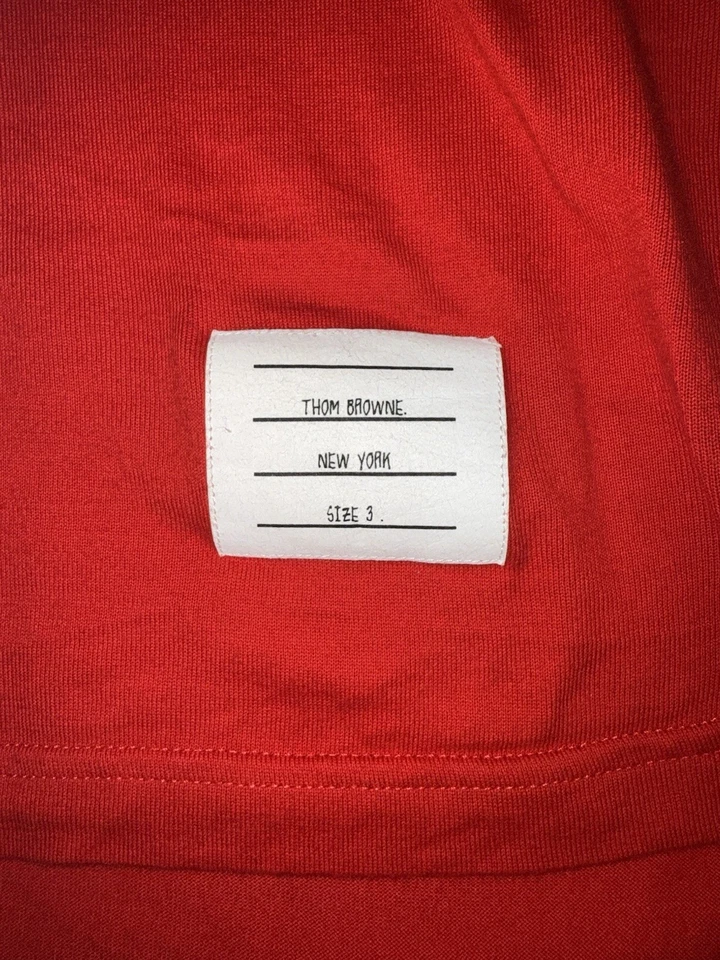 THOM BROWNE.
NEW YORK
SIZE 3 .